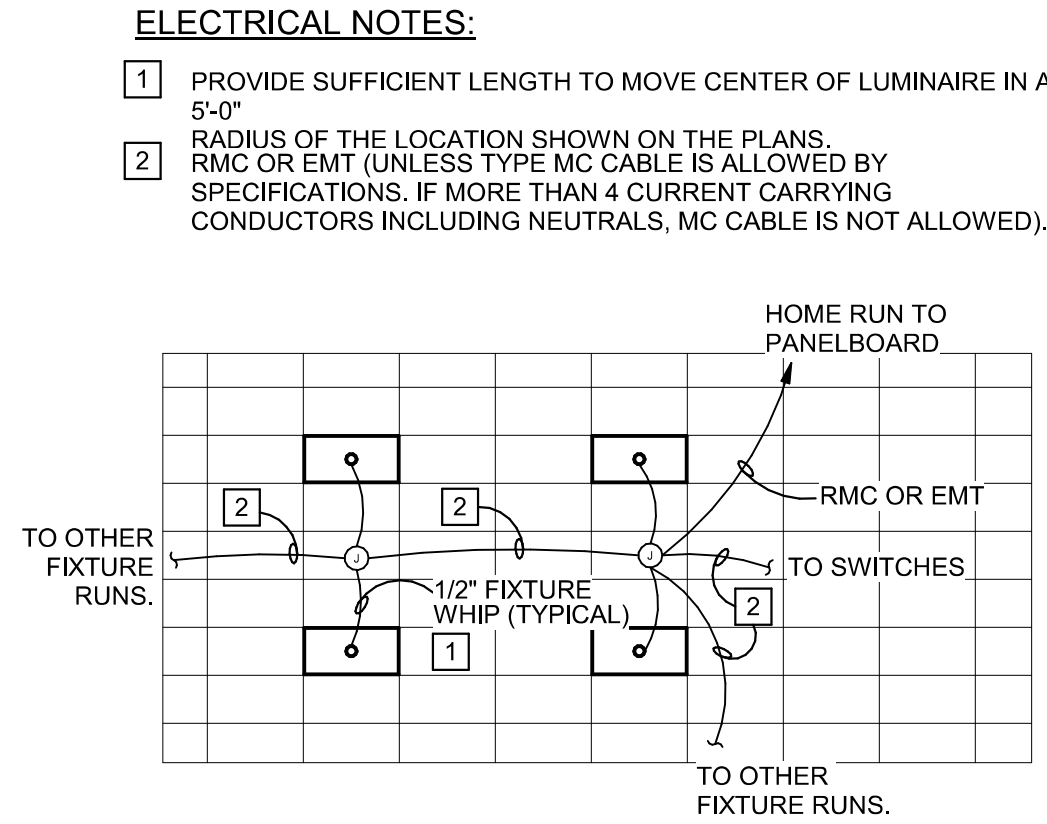 ELECTRICAL NOTES:
1 PROVIDE SUFFICIENT LENGTH TO MOVE CENTER OF LUMINAIRE IN A
5'-0"
RADIUS OF THE LOCATION SHOWN ON THE PLANS.
2 RMC OR EMT (UNLESS TYPE MC CABLE IS ALLOWED BY
SPECIFICATIONS. IF MORE THAN 4 CURRENT CARRYING
CONDUCTORS INCLUDING NEUTRALS, MC CABLE IS NOT ALLOWED).
HOME RUN TO
PANELBOARD
2
2
RMC OR EMT
TO OTHER
FIXTURE
RUNS.
J
J
TO SWITCHES
1/2" FIXTURE
WHIP (TYPICAL)
2
1
TO OTHER
FIXTURE RUNS.